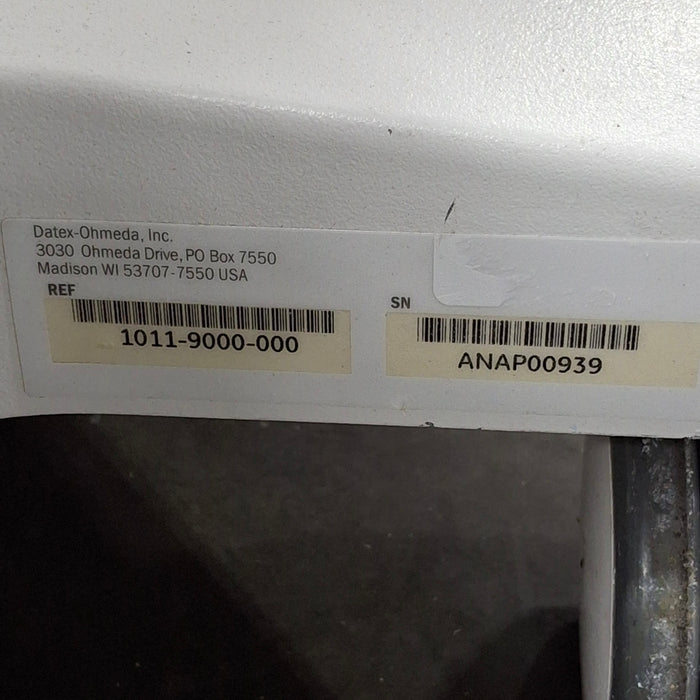 Datex-Ohmeda, Inc.
3030 Ohmeda Drive, PO Box 7550
Madison WI 53707-7550 USA
REF
1011-9000-000
SN
ANAP00939